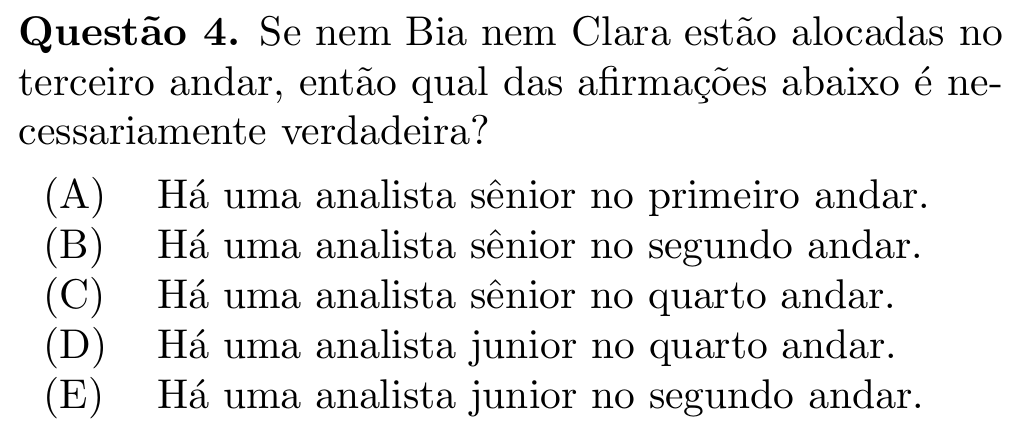 Questão 4. Se nem Bia nem Clara estão alocadas no
terceiro andar, então qual das afirmações abaixo é ne-
cessariamente verdadeira?
(A) Há uma analista sênior no primeiro andar.
(B) Há uma analista sênior no segundo andar.
(C) Há uma analista sênior no quarto andar.
(D) Há uma analista junior no quarto andar.
(E) Há uma analista junior no segundo andar.